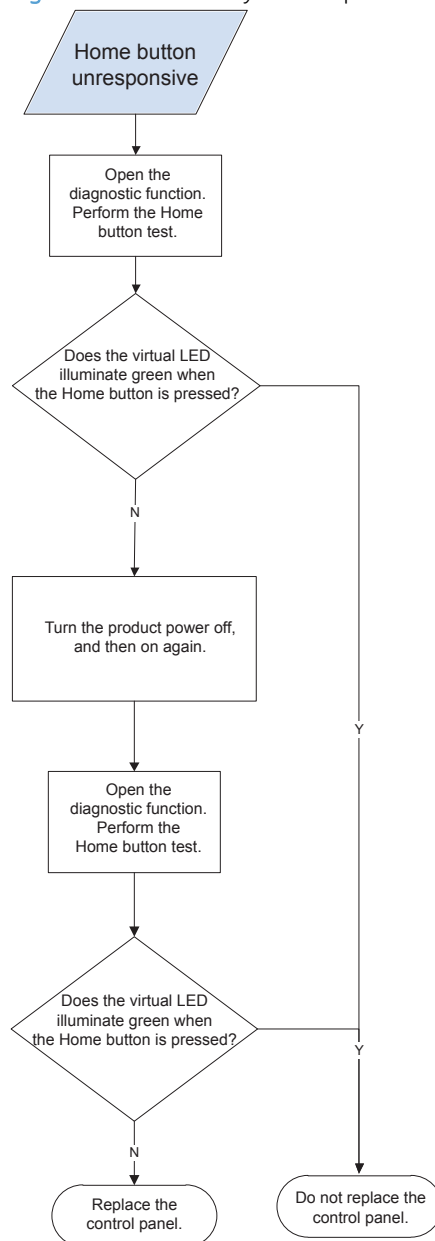 Home button
unresponsive
Open the
diagnostic function.
Perform the Home
button test.
Does the virtual LED
illuminate green when
the Home button is pressed?
N
Turn the product power off,
and then on again.
Y
Open the
diagnostic function.
Perform the
Home button test.
Does the virtual LED
illuminate green when
the Home button is pressed?
Y
N
Replace the
control panel.
Do not replace the
control panel.